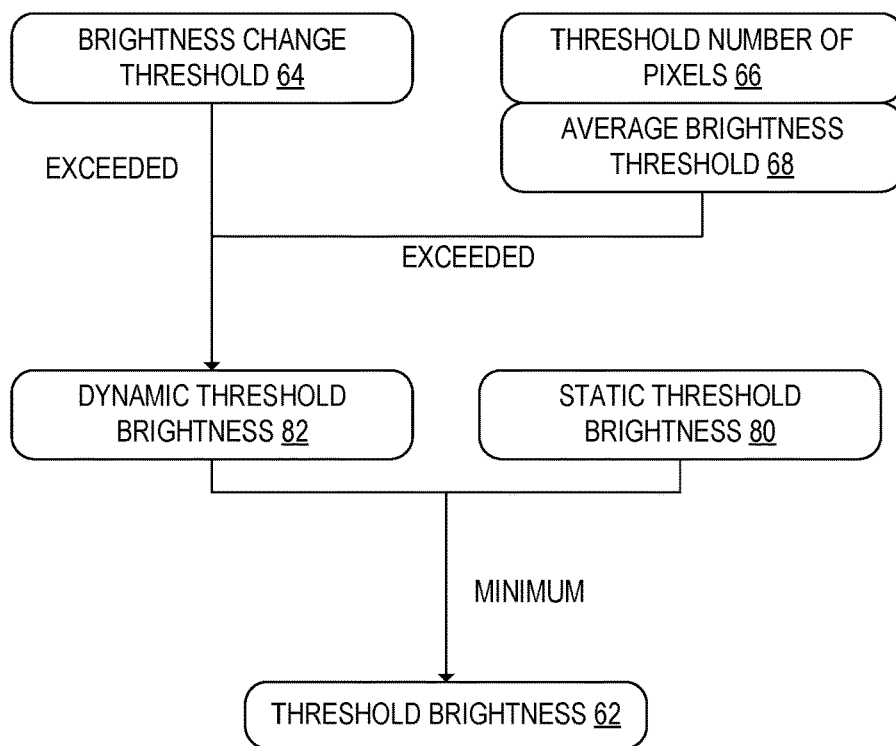 BRIGHTNESS CHANGE
THRESHOLD 64
THRESHOLD NUMBER OF
PIXELS 66
AVERAGE BRIGHTNESS
THRESHOLD 68
EXCEEDED
EXCEEDED
DYNAMIC THRESHOLD
BRIGHTNESS 82
STATIC THRESHOLD
BRIGHTNESS 80
MINIMUM
THRESHOLD BRIGHTNESS 62